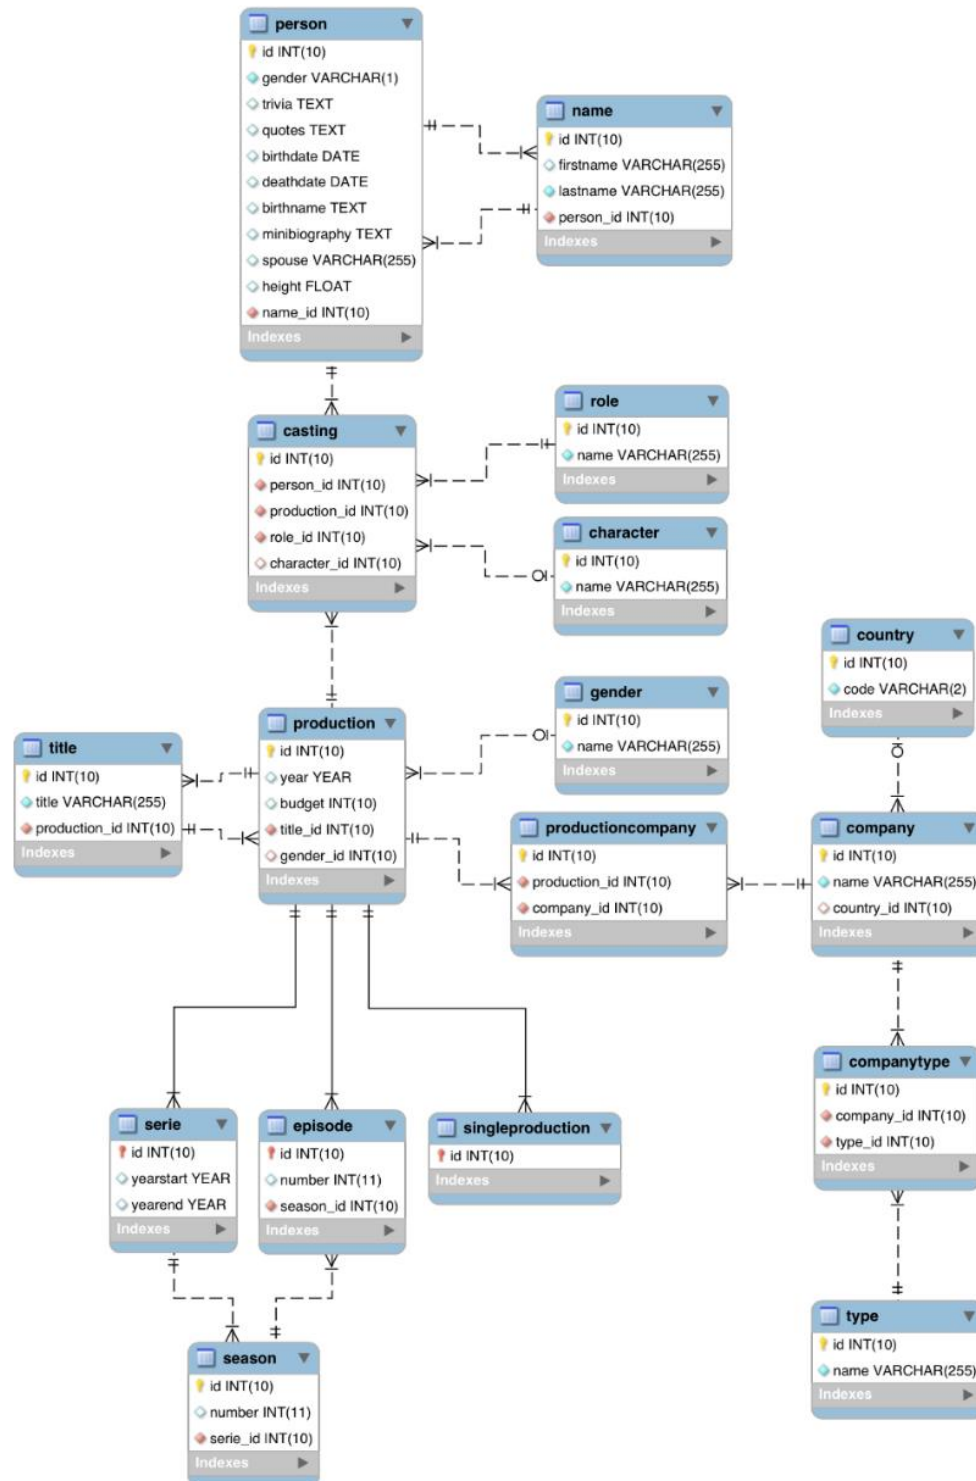 person
id INT(10)
gender VARCHAR(1)
trivia TEXT
quotes TEXT
birthdate DATE
deathdate DATE
birthname TEXT
minibiography TEXT
spouse VARCHAR(255)
height FLOAT
name_id INT(10)
Indexes
name
id INT(10)
firstname VARCHAR(255)
lastname VARCHAR(255)
person_id INT(10)
Indexes
casting
id INT(10)
person_id INT(10)
production_id INT(10)
role_id INT(10)
character_id INT(10)
Indexes
role
id INT(10)
name VARCHAR(255)
Indexes
character
id INT(10)
name VARCHAR(255)
Indexes
country
id INT(10)
code VARCHAR(2)
Indexes
gender
id INT(10)
name VARCHAR(255)
Indexes
title
id INT(10)
title VARCHAR(255)
production_id INT(10)
Indexes
production
id INT(10)
year YEAR
budget INT(10)
title_id INT(10)
gender_id INT(10)
Indexes
productioncompany
id INT(10)
production_id INT(10)
company_id INT(10)
Indexes
company
id INT(10)
name VARCHAR(255)
country_id INT(10)
Indexes
companytype
id INT(10)
company_id INT(10)
type_id INT(10)
Indexes
serie
id INT(10)
yearstart YEAR
yearend YEAR
Indexes
episode
id INT(10)
number INT(11)
season_id INT(10)
Indexes
singleproduction
id INT(10)
Indexes
type
id INT(10)
name VARCHAR(255)
Indexes
season
id INT(10)
number INT(11)
serie_id INT(10)
Indexes